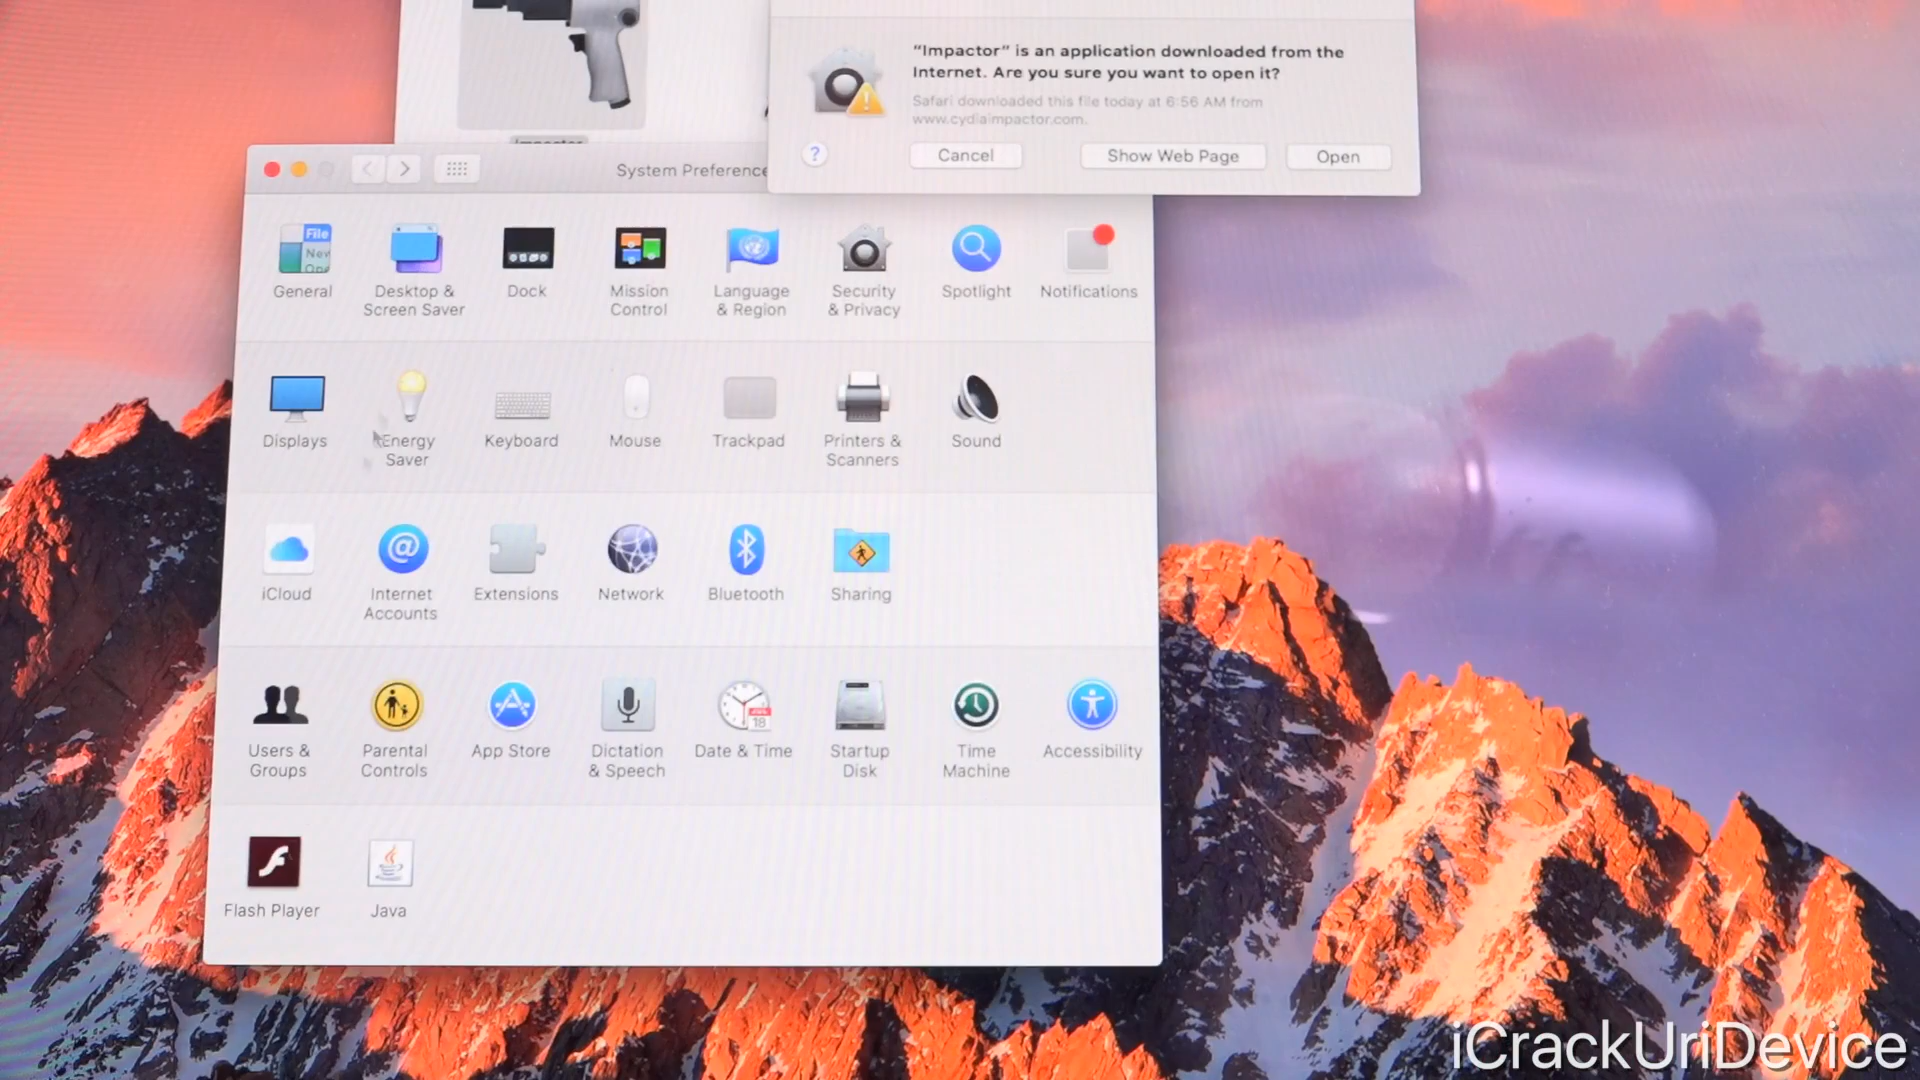 “Impactor” is an application downloaded from the
Internet. Are you sure you want to open it?
Safari downloaded this file today at 6:56 AM from
www.cydiaimpactor.com.
?
Cancel
Show Web Page
Open
Impactor
System Preference
File
New
Ope
General
Desktop &
Screen Saver
Dock
Mission
Control
Language
& Region
Security
& Privacy
Spotlight
Notifications
Displays
Energy
Saver
Keyboard
Mouse
Trackpad
Printers &
Scanners
Sound
iCloud
@
Internet
Accounts
Extensions
Network
Bluetooth
Sharing
Users &
Groups
Parental
Controls
App Store
Dictation
& Speech
JUL
18
Date & Time
Startup
Disk
Time
Machine
Accessibility
Flash Player
Java
iCrackUriDevice